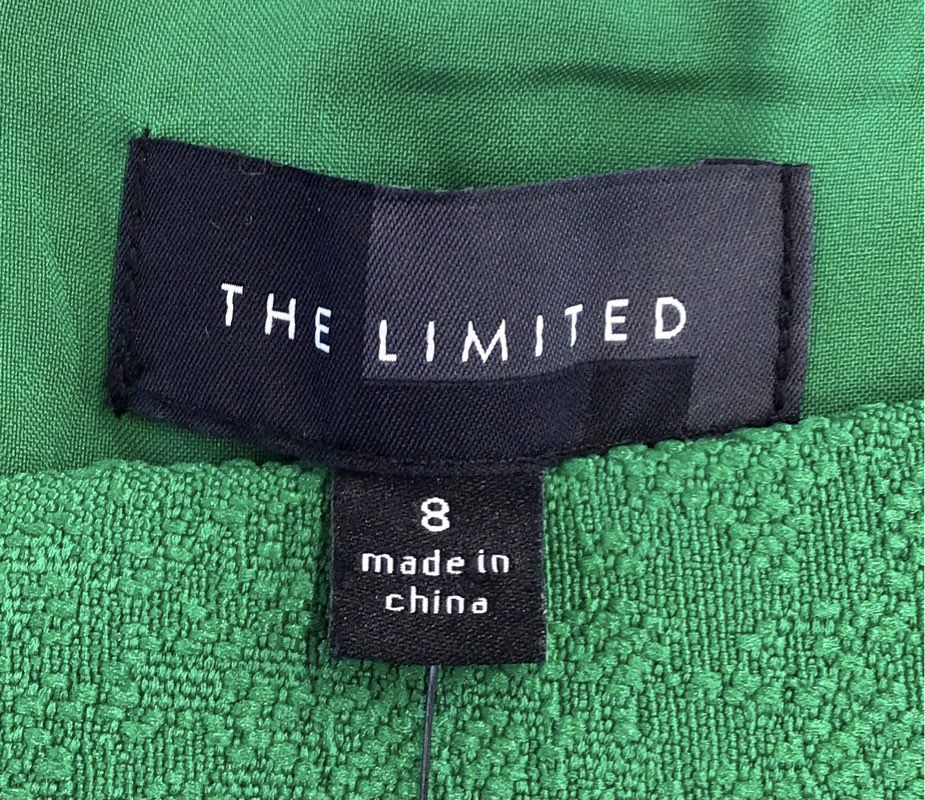 THE LIMITED
8
made in
china